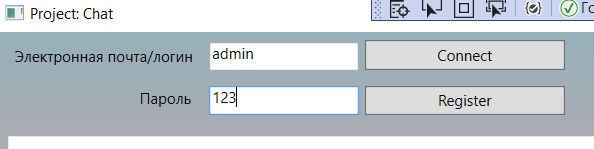 Project: Chat
Электронная почта/логин admin Connect
Пароль 123 Register